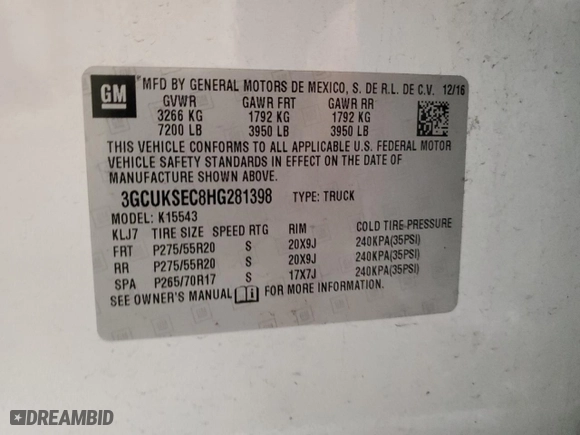 GM
MFD BY GENERAL MOTORS DE MEXICO, S. DE R.L. DE C.V. 12/16
GVWR GAWR FRT GAWR RR
3266 KG 1792 KG 1792 KG
7200 LB 3950 LB 3950 LB
THIS VEHICLE CONFORMS TO ALL APPLICABLE U.S. FEDERAL MOTOR
VEHICLE SAFETY STANDARDS IN EFFECT ON THE DATE OF
MANUFACTURE SHOWN ABOVE.
3GCUKSEC8HG281398 TYPE: TRUCK
MODEL: K15543
KLJ7 TIRE SIZE SPEED RTG RIM COLD TIRE PRESSURE
FRT P275/55R20 S 20X9J 240KPA(35PSI)
RR P275/55R20 S 20X9J 240KPA(35PSI)
SPA P265/70R17 S 17X7J 240KPA(35PSI)
SEE OWNER'S MANUAL FOR MORE INFORMATION.
DREAMBID